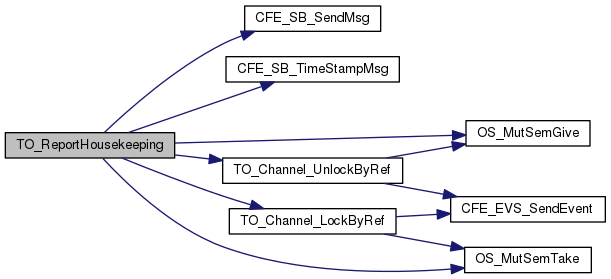 CFE_SB_SendMsg
CFE_SB_TimeStampMsg
TO_ReportHousekeeping
OS_MutSemGive
TO_Channel_UnlockByRef
CFE_EVS_SendEvent
TO_Channel_LockByRef
OS_MutSemTake